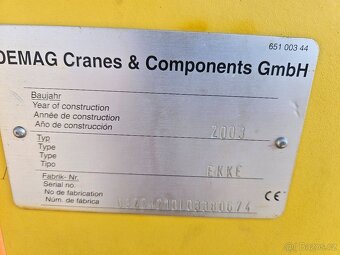 651 003 44
DEMAG Cranes & Components GmbH
Baujahr
Year of construction
Année de construction
Año de construcción
2003
Typ
Type
Type
Tipo
EKKE
Fabrik- Nr.
Serial no.
No de fabrication
Núm. de fábrica